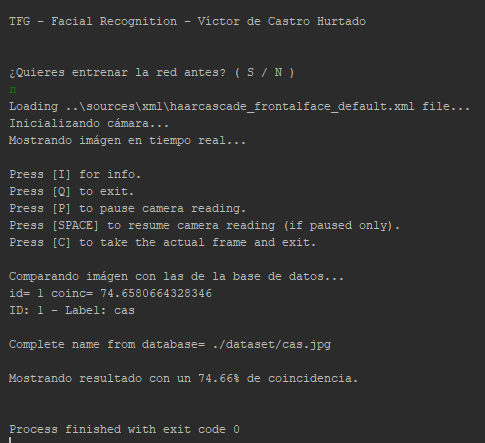 TFG - Facial Recognition - Víctor de Castro Hurtado
¿Quieres entrenar la red antes? ( S / N )
n
Loading ..\sources\xml\haarcascade_frontalface_default.xml file...
Inicializando cámara...
Mostrando imágen en tiempo real...
Press [I] for info.
Press [Q] to exit.
Press [P] to pause camera reading.
Press [SPACE] to resume camera reading (if paused only).
Press [C] to take the actual frame and exit.
Comparando imágen con las de la base de datos...
id= 1 coinc= 74.6580664328346
ID: 1 - Label: cas
Complete name from database= ./dataset/cas.jpg
Mostrando resultado con un 74.66% de coincidencia.
Process finished with exit code 0